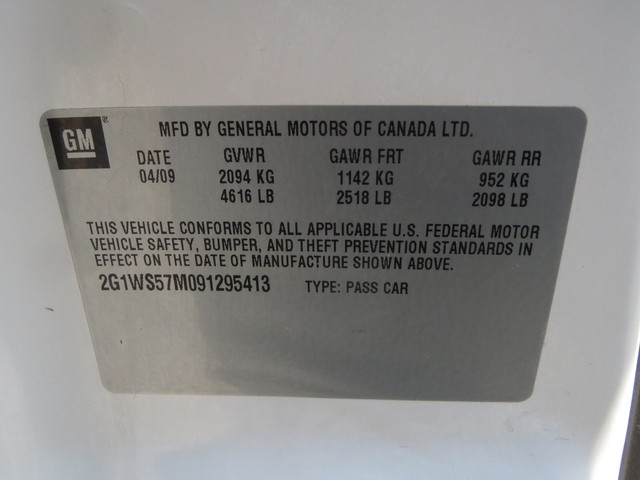 GM®
MFD BY GENERAL MOTORS OF CANADA LTD.
DATE GVWR GAWR FRT GAWR RR
04/09 2094 KG 1142 KG 952 KG
4616 LB 2518 LB 2098 LB
THIS VEHICLE CONFORMS TO ALL APPLICABLE U.S. FEDERAL MOTOR
VEHICLE SAFETY, BUMPER, AND THEFT PREVENTION STANDARDS IN
EFFECT ON THE DATE OF MANUFACTURE SHOWN ABOVE.
2G1WS57M091295413 TYPE: PASS CAR